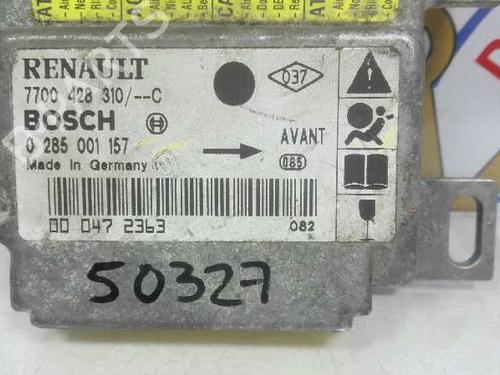 RENAULT
7700 428 310/--C
037
BOSCH
0 285 001 157
AVANT
Made in Germany
085
00 047 2363
082
50327